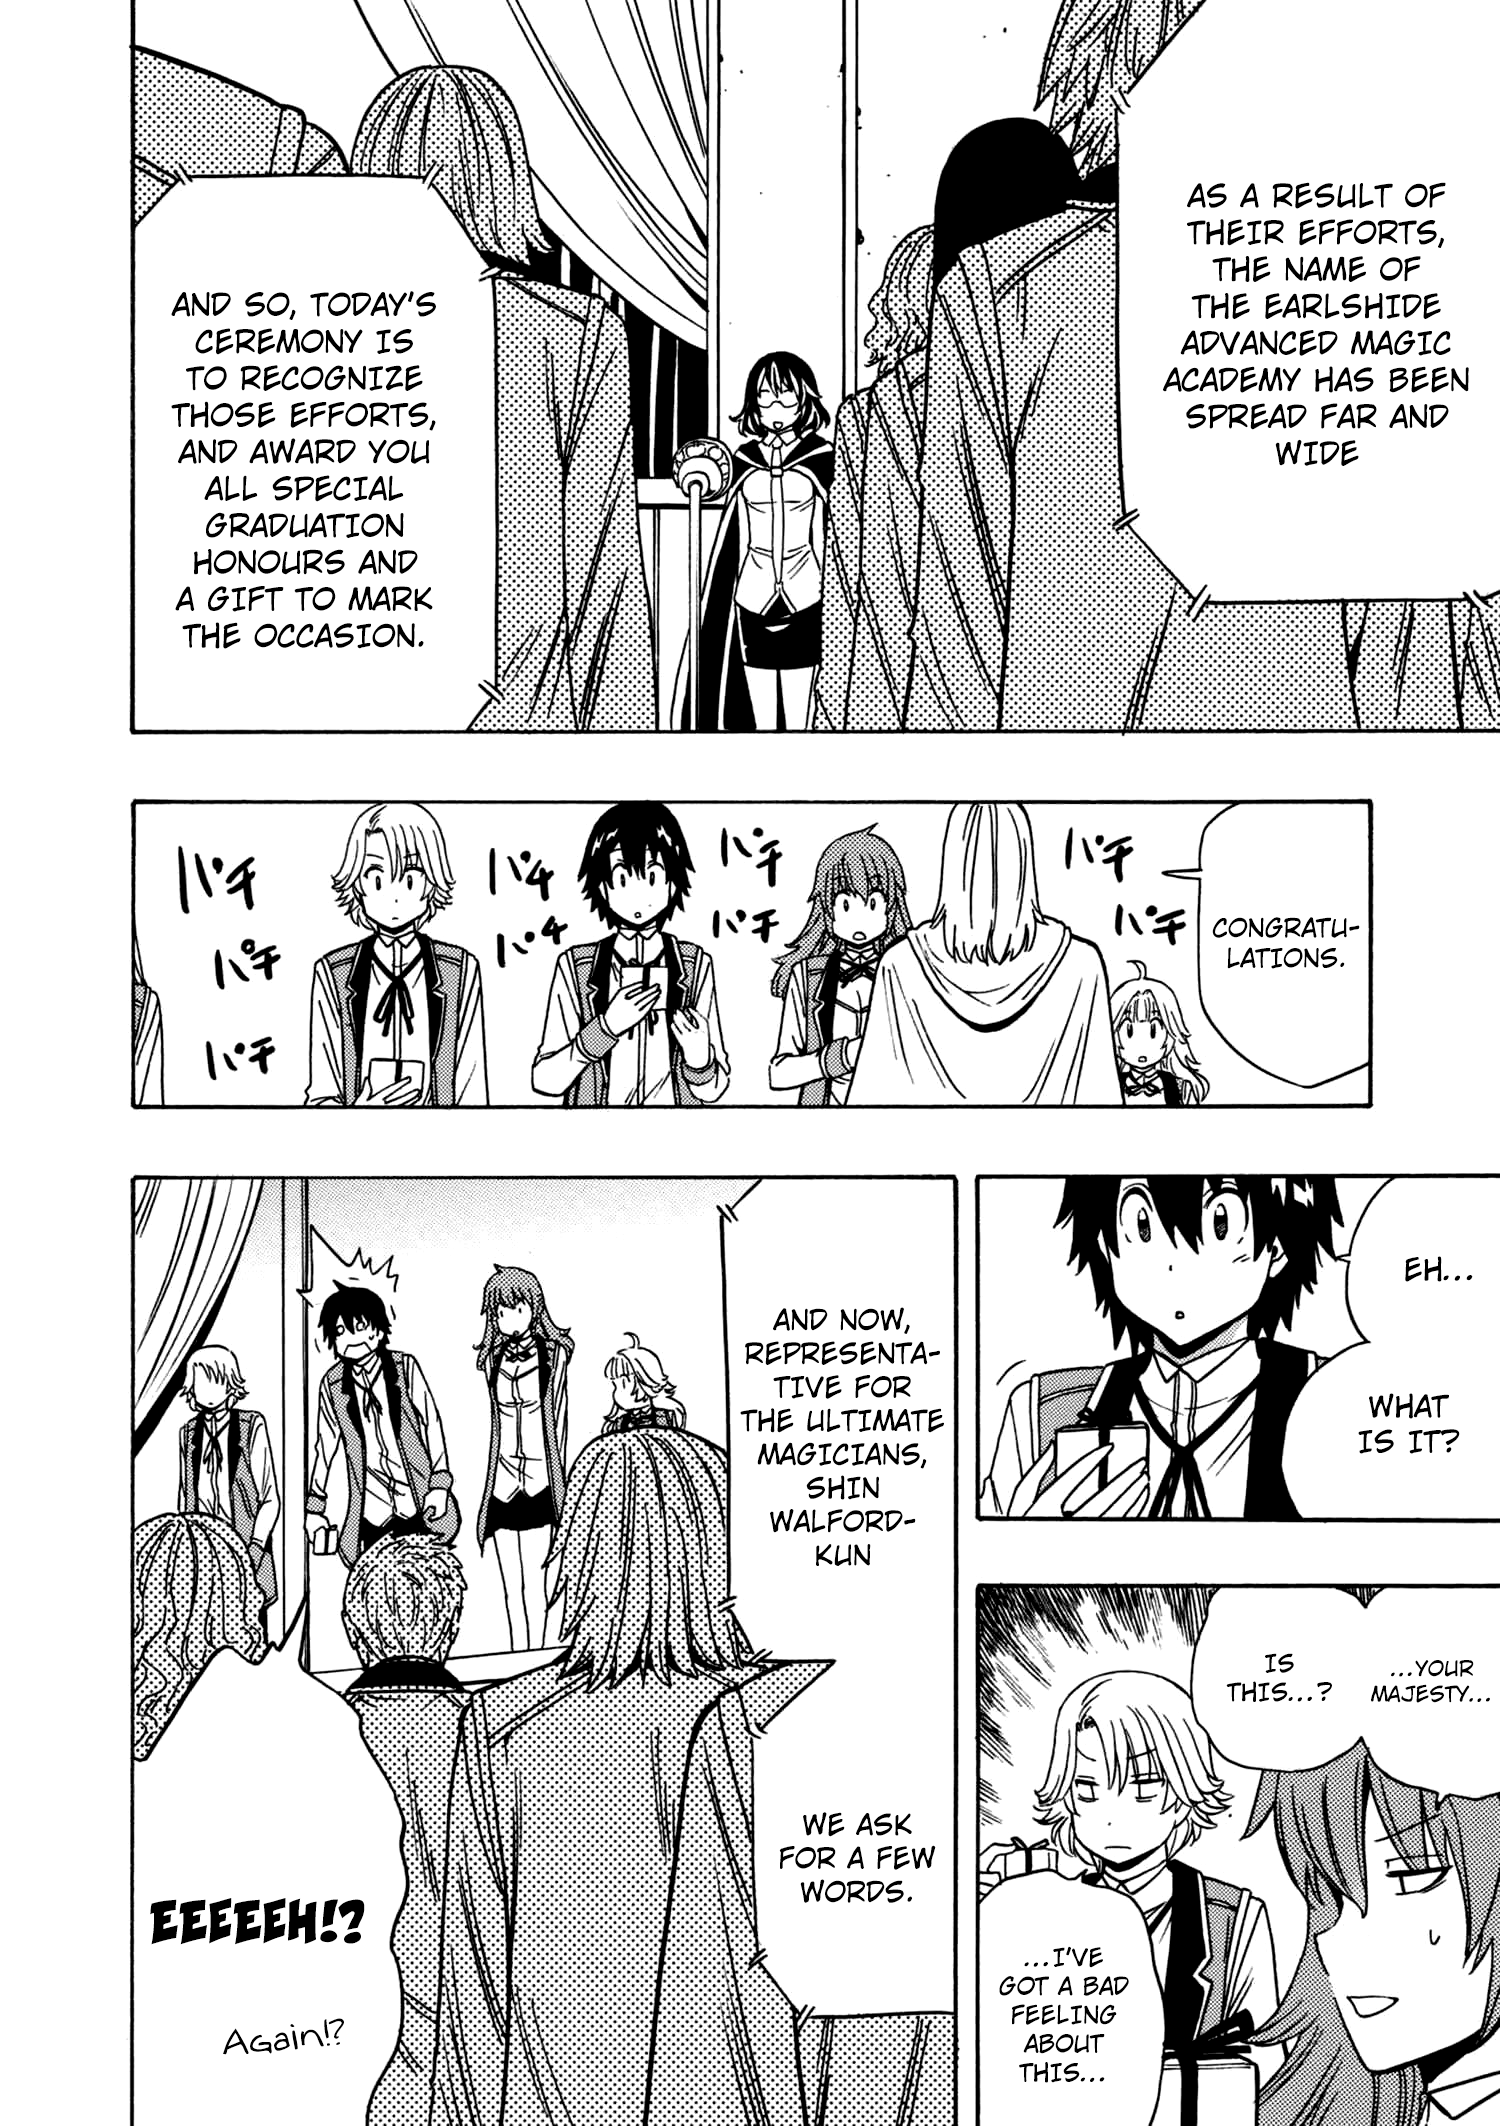 AS A RESULT OF
THEIR EFFORTS,
THE NAME OF
THE EARLSHIDE
ADVANCED MAGIC
ACADEMY HAS BEEN
SPREAD FAR AND
WIDE
AND SO, TODAY'S
CEREMONY IS
TO RECOGNIZE
THOSE EFFORTS,
AND AWARD YOU
ALL SPECIAL
GRADUATION
HONOURS AND
A GIFT TO MARK
THE OCCASION.
CONGRATU-
LATIONS.
パチ
パチ
パチ
パチ
パチ
パチ
パチ
パチ
パチ
EH...
WHAT
IS IT?
...YOUR
MAJESTY...
IS
THIS...?
...I'VE
GOT A BAD
FEELING
ABOUT
THIS...
AND NOW,
REPRESENTA-
TIVE FOR
THE ULTIMATE
MAGICIANS,
SHIN
WALFORD-
KUN
WE ASK
FOR A FEW
WORDS.
EEEEEH!?
Again!?